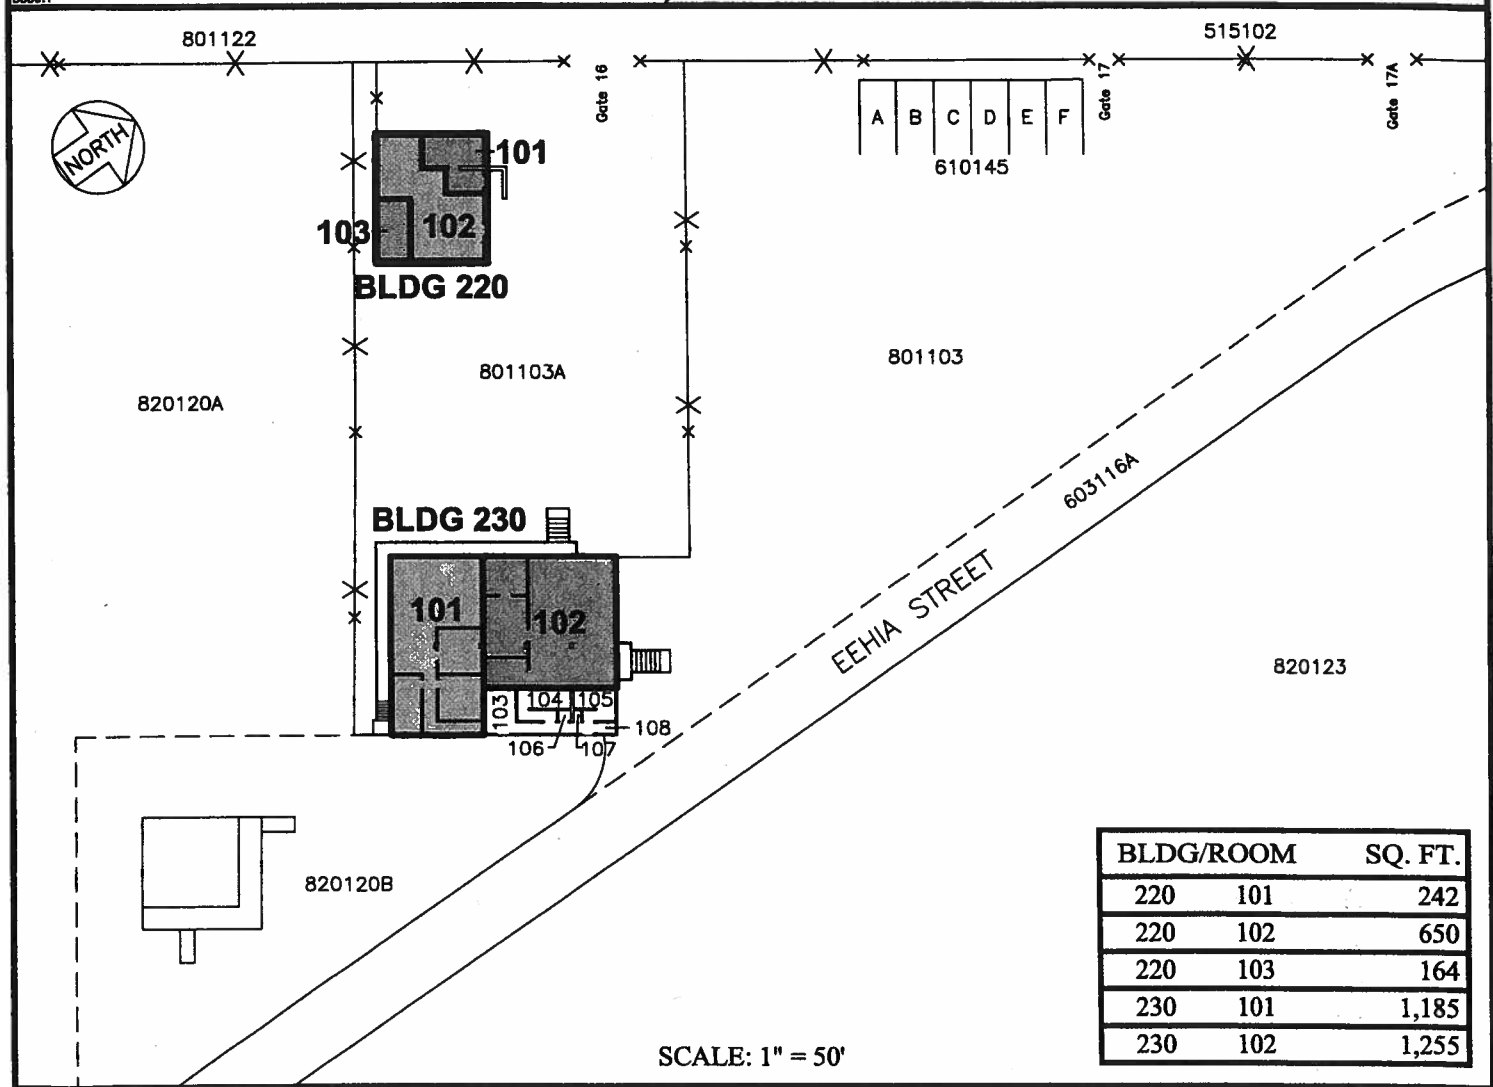 801122
515102
Gate 16
Gate 17
Gate 17A
A B C D E F
610145
NORTH
101
103
102
BLDG 220
801103A
801103
820120A
603116A
BLDG 230
EEHIA STREET
101
102
820123
103
104
105
108
106
107
820120B
BLDG/ROOM SQ. FT.
220 101 242
220 102 650
220 103 164
230 101 1,185
230 102 1,255
SCALE: 1" = 50'